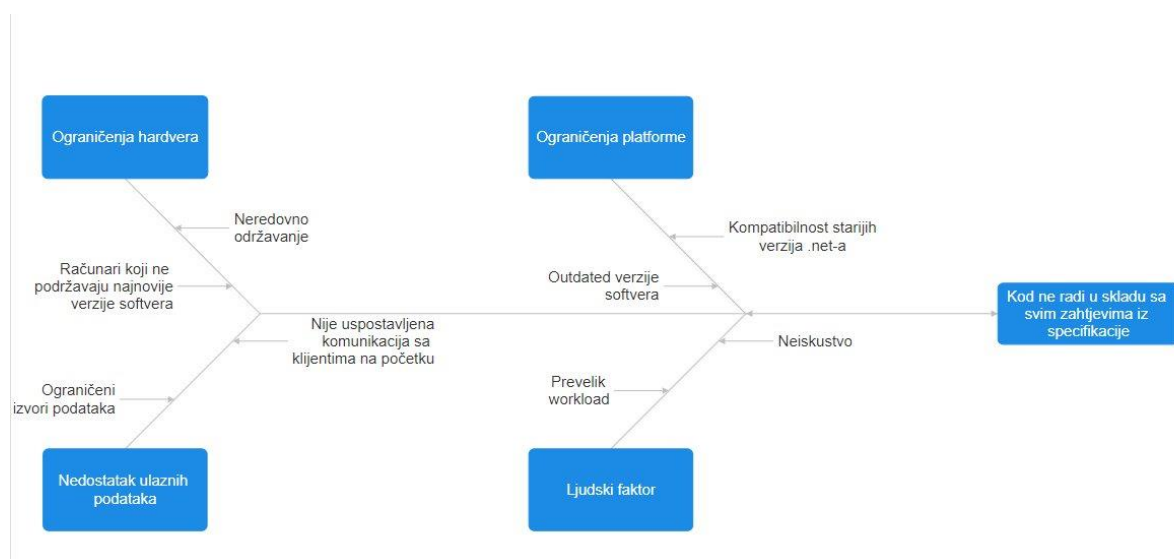 Ograničenja hardvera
Ograničenja platforme
Neredovno
održavanje
Kompatibilnost starijih
verzija .net-a
Računari koji ne
podržavaju najnovije
verzije softvera
Outdated verzije
softvera
Kod ne radi u skladu sa
svim zahtjevima iz
specifikacije
Nije uspostavljena
komunikacija sa
klijentima na početku
Neiskustvo
Ograničeni
izvori podataka
Prevelik
workload
Nedostatak ulaznih
podataka
Ljudski faktor